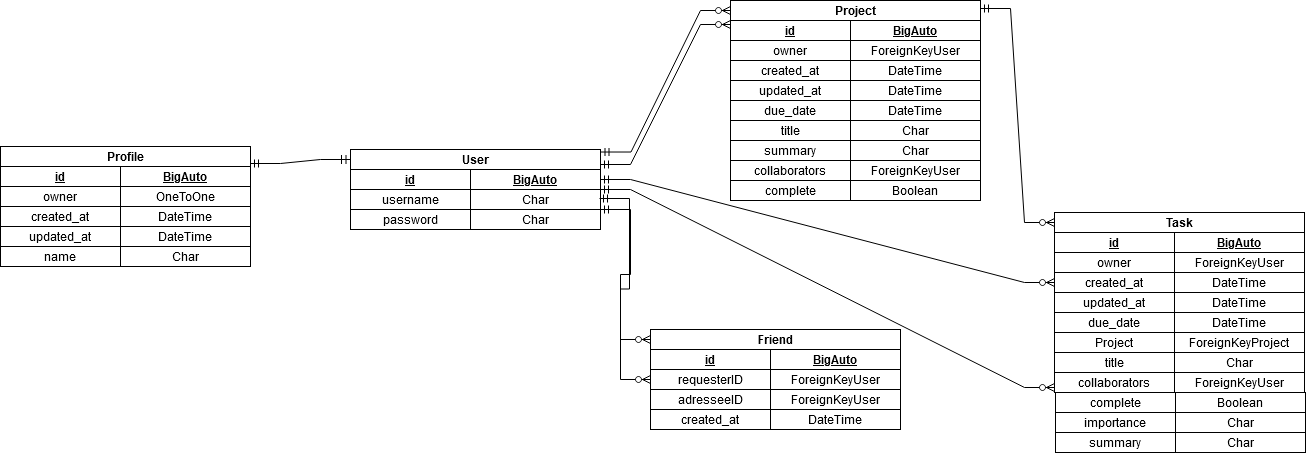 Profile
id BigAuto
owner OneToOne
created_at DateTime
updated_at DateTime
name Char
User
id BigAuto
username Char
password Char
Project
id BigAuto
owner ForeignKeyUser
created_at DateTime
updated_at DateTime
due_date DateTime
title Char
summary Char
collaborators ForeignKeyUser
complete Boolean
Friend
id BigAuto
requesterID ForeignKeyUser
adresseeID ForeignKeyUser
created_at DateTime
Task
id BigAuto
owner ForeignKeyUser
created_at DateTime
updated_at DateTime
due_date DateTime
Project ForeignKeyProject
title Char
collaborators ForeignKeyUser
complete Boolean
importance Char
summary Char